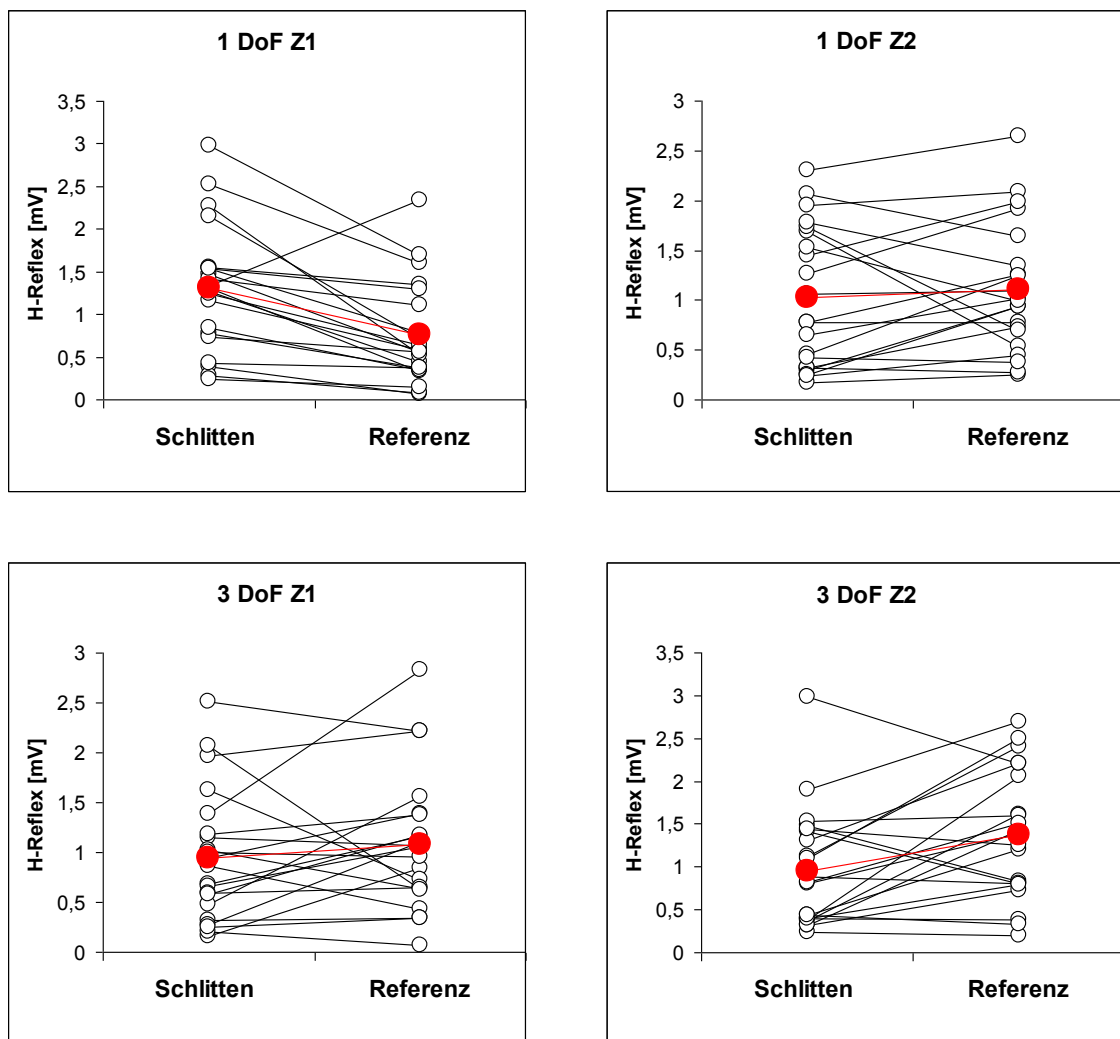 1 DoF Z1
H-Reflex [mV]
3,5
3
2,5
2
1,5
1
0,5
0
Schlitten Referenz
1 DoF Z2
H-Reflex [mV]
3
2,5
2
1,5
1
0,5
0
Schlitten Referenz
3 DoF Z1
H-Reflex [mV]
3
2,5
2
1,5
1
0,5
0
Schlitten Referenz
3 DoF Z2
H-Reflex [mV]
3,5
3
2,5
2
1,5
1
0,5
0
Schlitten Referenz